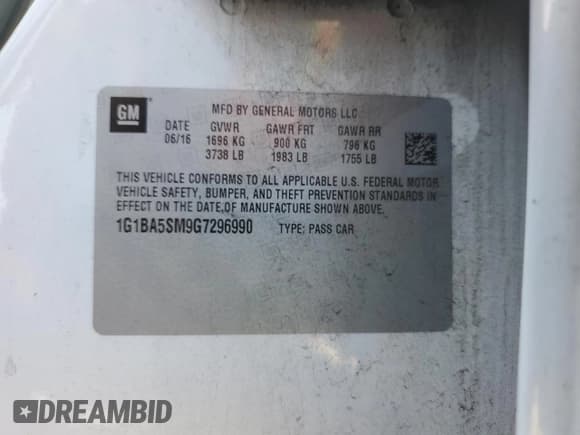 GM
MFD BY GENERAL MOTORS LLC
DATE GVWR GAWR FRT GAWR RR
06/16 1696 KG 900 KG 796 KG
3738 LB 1983 LB 1755 LB
THIS VEHICLE CONFORMS TO ALL APPLICABLE U.S. FEDERAL MOTOR
VEHICLE SAFETY, BUMPER, AND THEFT PREVENTION STANDARDS IN
EFFECT ON THE DATE OF MANUFACTURE SHOWN ABOVE.
1G1BA5SM9G7296990 TYPE: PASS CAR
DREAMBID